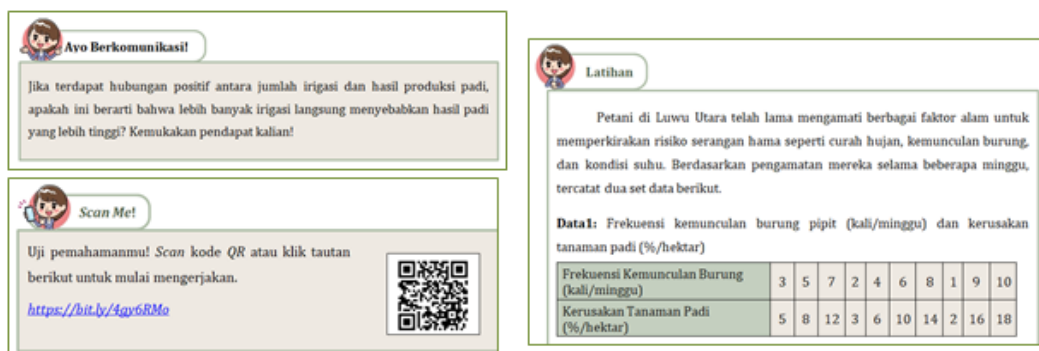 Ayo Berkomunikasi!
Jika terdapat hubungan positif antara jumlah irigasi dan hasil produksi padi,
apakah ini berarti bahwa lebih banyak irigasi langsung menyebabkan hasil padi
yang lebih tinggi? Kemukakan pendapat kalian!
Scan Me!
Uji pemahamanmu! Scan kode QR atau klik tautan
berikut untuk mulai mengerjakan.
https://bit.ly/4gy6RMo
Latihan
Petani di Luwu Utara telah lama mengamati berbagai faktor alam untuk
memperkirakan risiko serangan hama seperti curah hujan, kemunculan burung,
dan kondisi suhu. Berdasarkan pengamatan mereka selama beberapa minggu,
tercatat dua set data berikut.
Data1: Frekuensi kemunculan burung pipit (kali/minggu) dan kerusakan
tanaman padi (%/hektar)
Frekuensi Kemunculan Burung
(kali/minggu) 3 5 7 2 4 6 8 1 9 10
Kerusakan Tanaman Padi
(%/hektar) 5 8 12 3 6 10 14 2 16 18